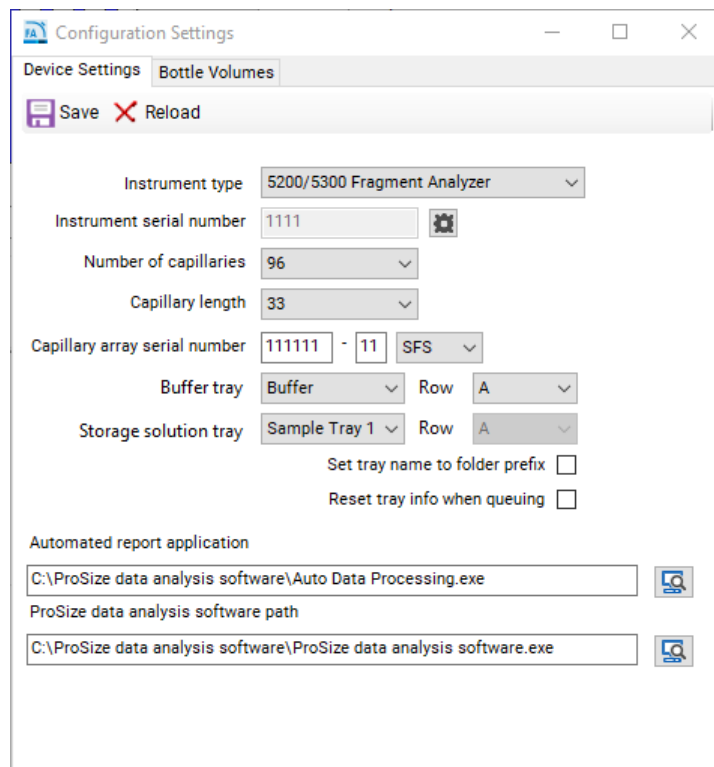 FA Configuration Settings
Device Settings Bottle Volumes
Save Reload
Instrument type 5200/5300 Fragment Analyzer
Instrument serial number 1111
Number of capillaries 96
Capillary length 33
Capillary array serial number 111111 - 11 SFS
Buffer tray Buffer Row A
Storage solution tray Sample Tray 1 Row A
Set tray name to folder prefix
Reset tray info when queuing
Automated report application
C:\ProSize data analysis software\Auto Data Processing.exe
ProSize data analysis software path
C:\ProSize data analysis software\ProSize data analysis software.exe